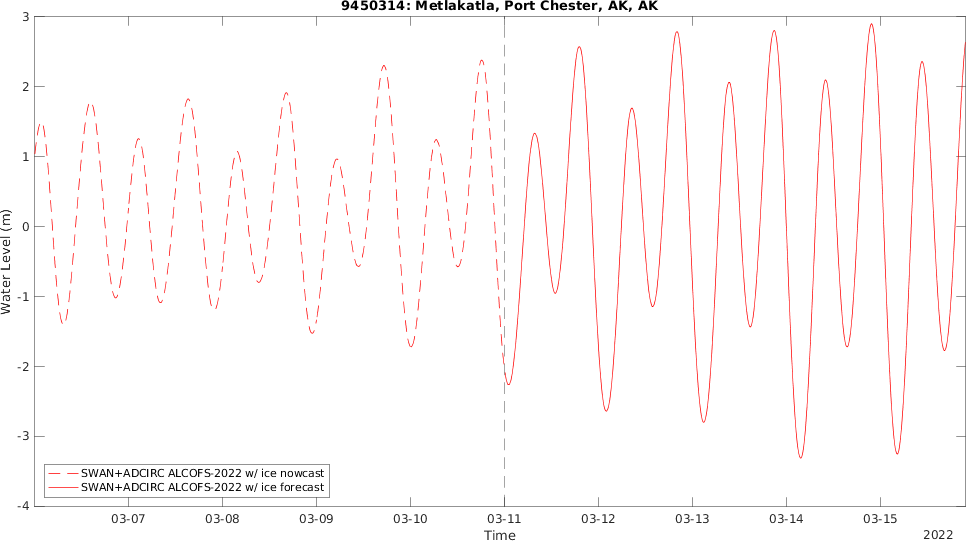 9450314: Metlakatla, Port Chester, AK, AK
3
2
1
0
-1
-2
-3
-4
Water Level (m)
SWAN+ADCIRC ALCOFS-2022 w/ ice nowcast
SWAN+ADCIRC ALCOFS-2022 w/ ice forecast
03-07 03-08 03-09 03-10 03-11 03-12 03-13 03-14 03-15
Time
2022